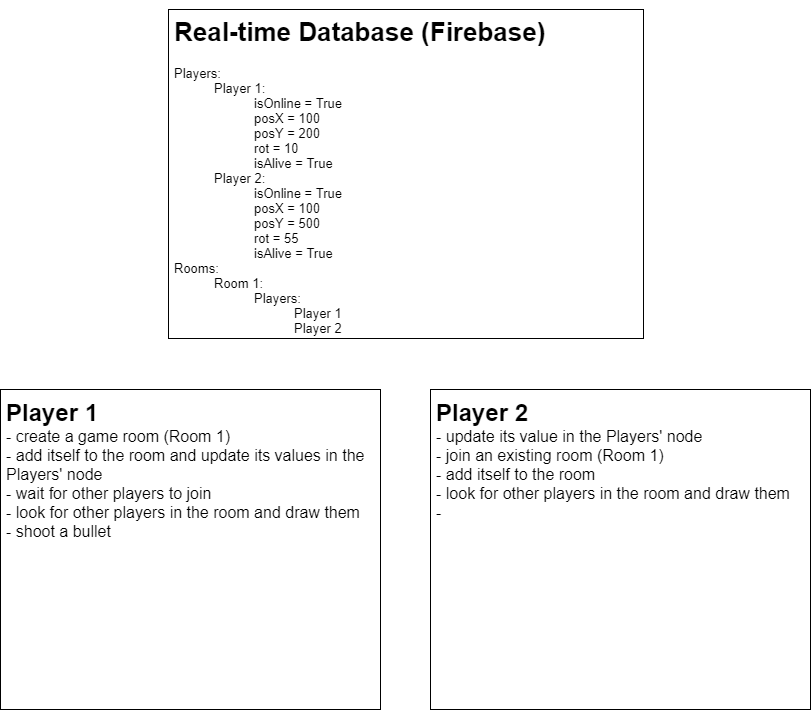 Real-time Database (Firebase)
Players:
Player 1:
isOnline = True
posX = 100
posY = 200
rot = 10
isAlive = True
Player 2:
isOnline = True
posX = 100
posY = 500
rot = 55
isAlive = True
Rooms:
Room 1:
Players:
Player 1
Player 2
Player 1
- create a game room (Room 1)
- add itself to the room and update its values in the
Players' node
- wait for other players to join
- look for other players in the room and draw them
- shoot a bullet
Player 2
- update its value in the Players' node
- join an existing room (Room 1)
- add itself to the room
- look for other players in the room and draw them
-